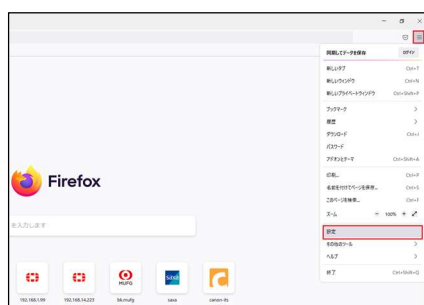 同期してデータを保存 ログイン
新しいタブ Ctrl+T
新しいウィンドウ Ctrl+N
新しいプライベートウィンドウ Ctrl+Shift+P
ブックマーク
履歴
ダウンロード Ctrl+J
パスワード
アドオンとテーマ Ctrl+Shift+A
印刷... Ctrl+P
名前を付けてページを保存... Ctrl+S
このページを検索... Ctrl+F
ズーム − 100% +
設定
その他のツール
ヘルプ
終了 Ctrl+Shift+Q
Firefox
を入力します
MUFG
saxa
192.168.1.99 192.168.14.223 bk.mufg saxa canon-its